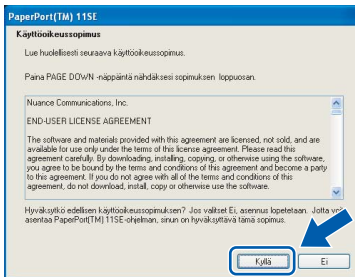 PaperPort(TM) 11SE
Käyttöoikeussopimus
Lue huolellisesti seuraava käyttöoikeussopimus.
Paina PAGE DOWN -näppäintä nähdäksesi sopimuksen loppuosan.
Nuance Communications, Inc.
END-USER LICENSE AGREEMENT
The software and materials provided with this agreement are licensed, not sold, and are
available for use only under the terms of this license agreement. Please read this
agreement carefully. By downloading, installing, copying, or otherwise using the software,
you agree to be bound by the terms and conditions of this agreement and become a party
to this agreement. If you do not agree with all of the terms and conditions of this
agreement, do not download, install, copy or otherwise use the software.
Hyväksytkö edellisen käyttöoikeussopimuksen? Jos valitset Ei, asennus lopetetaan. Jotta
asentaa PaperPort(TM) 11SE-ohjelman, sinun on hyväksyttävä tämä sopimus.
Kyllä
Ei